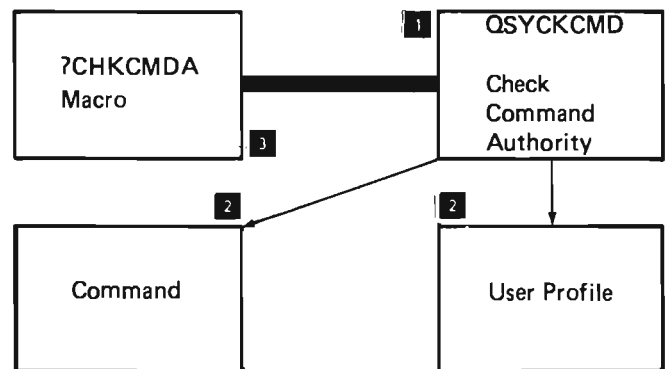 ?CHKCMDA
Macro
3
1
QSYCKCMD
Check
Command
Authority
2
Command
2
User Profile